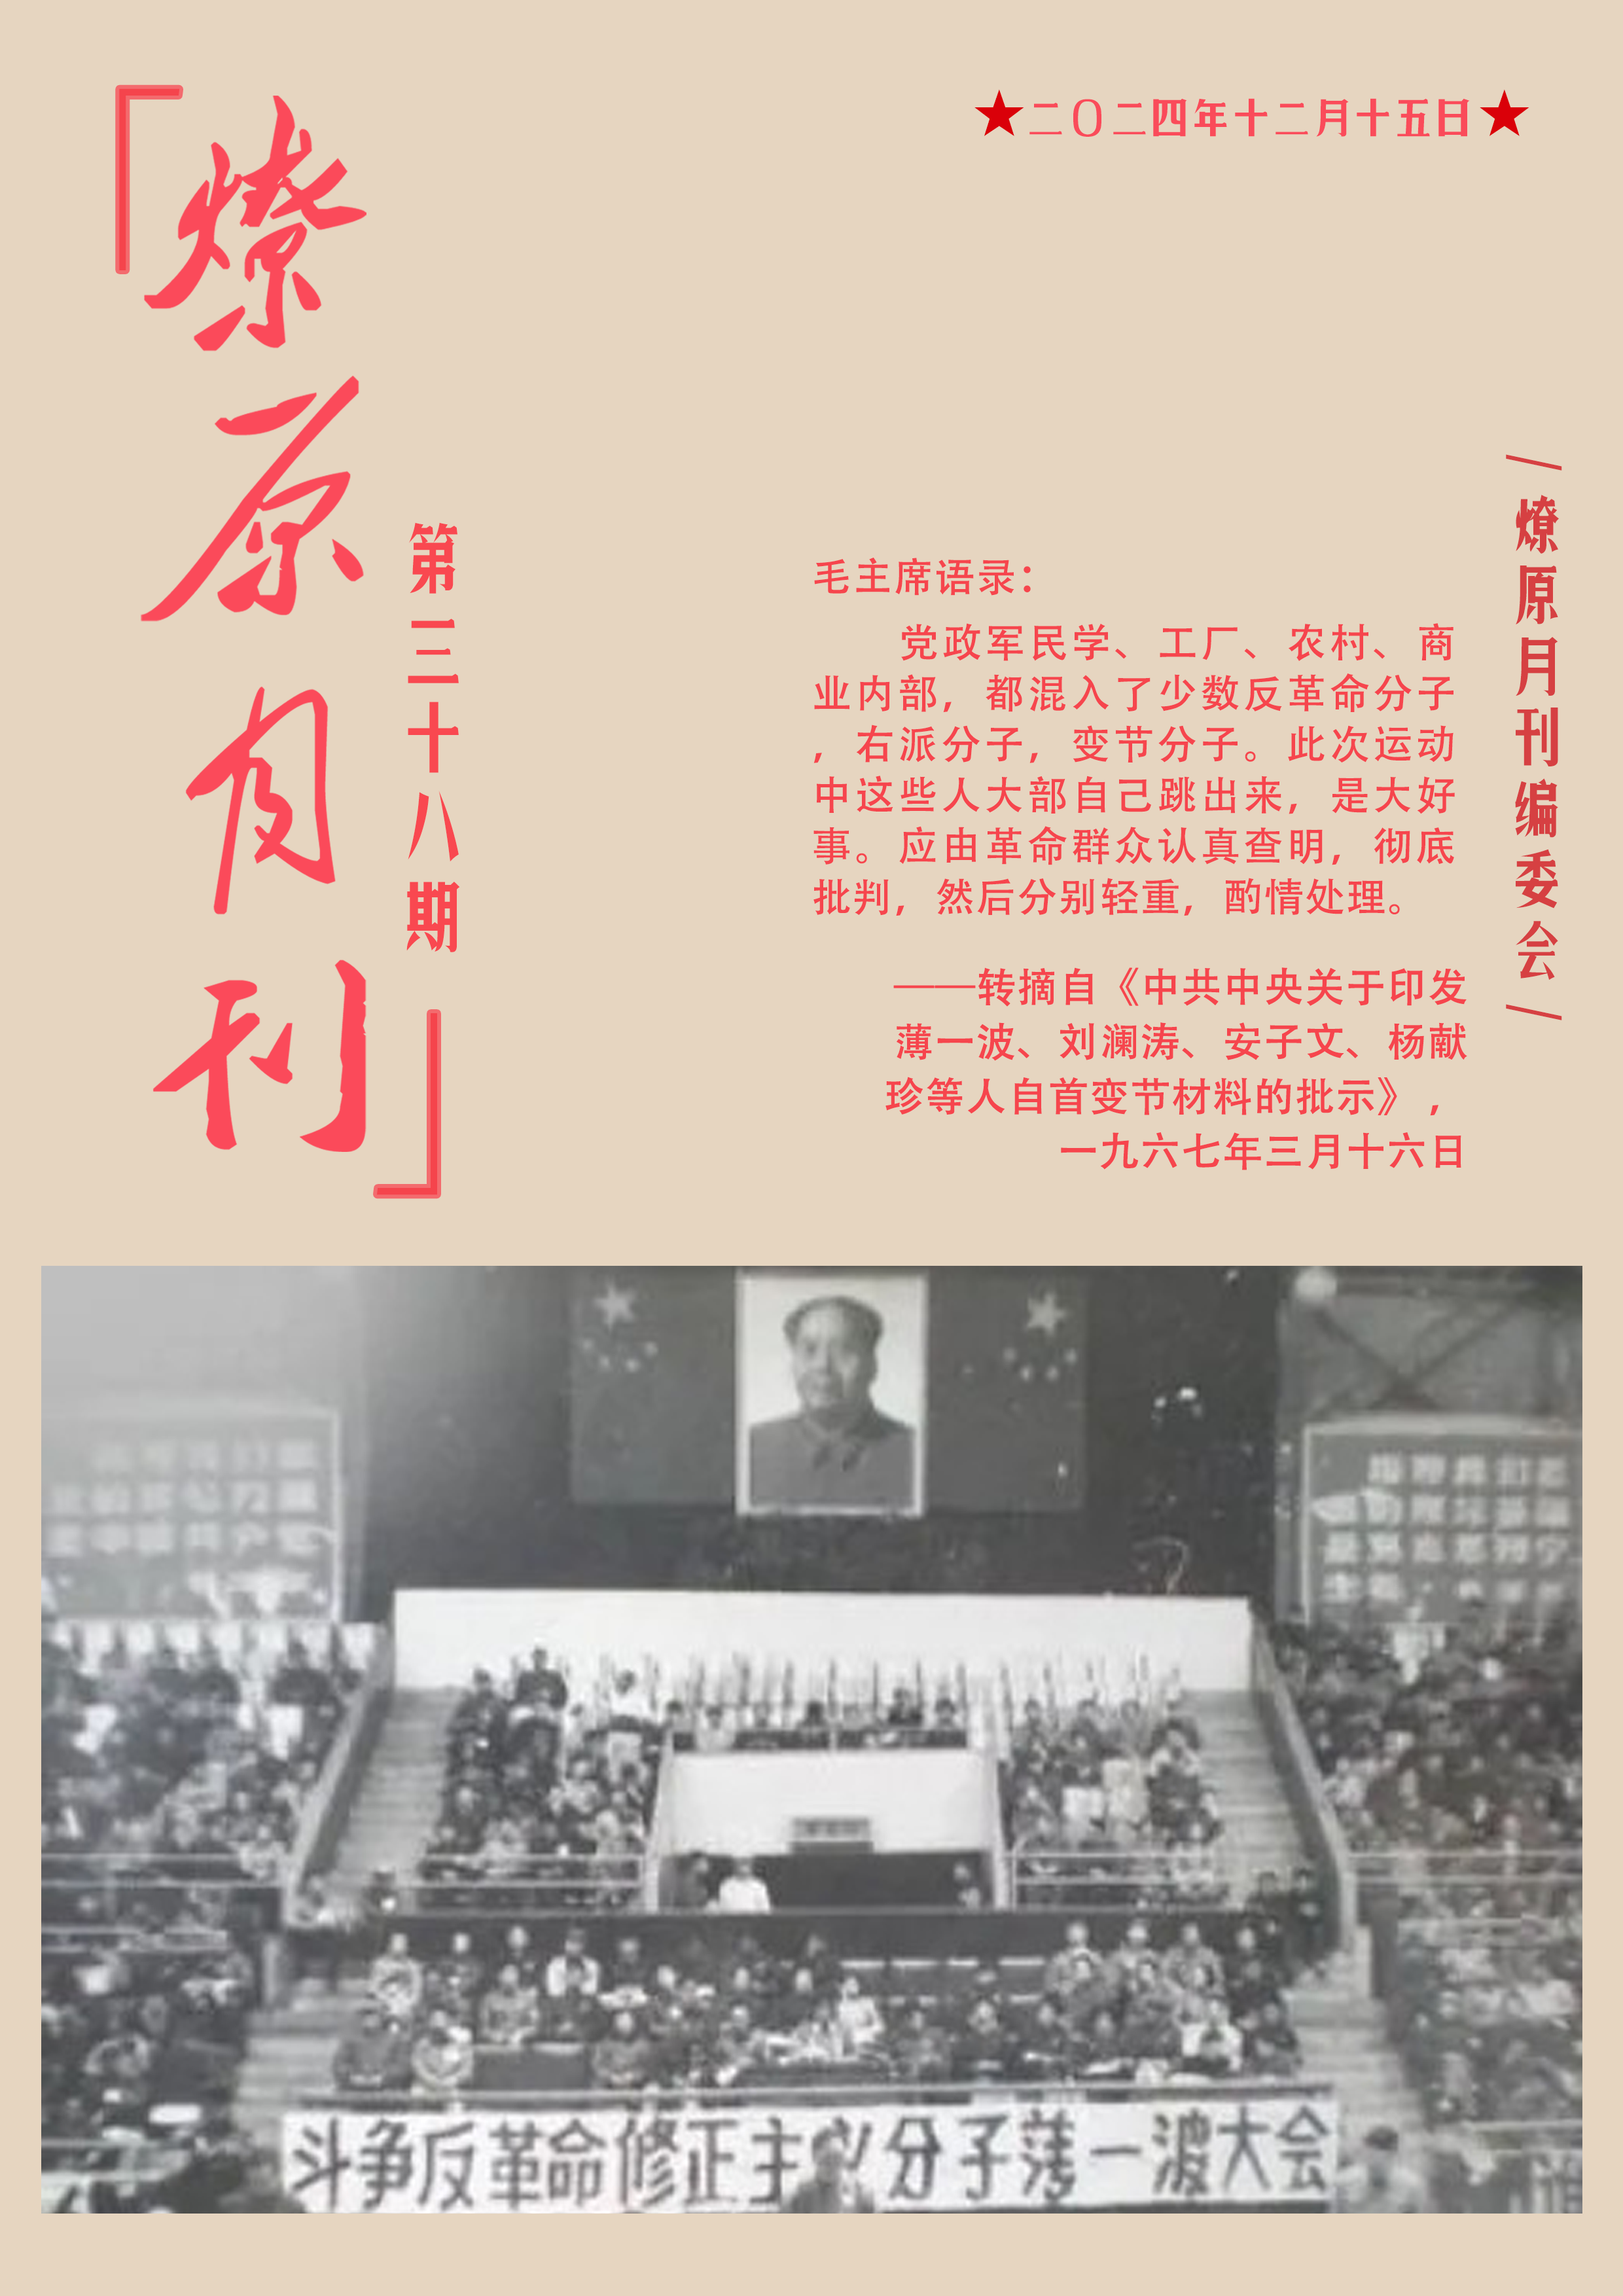 ★二〇二四年十二月十五日★
「燎原月刊」
第三十八期
毛主席语录：
党政军民学、工厂、农村、商
业内部，都混入了少数反革命分子
，右派分子，变节分子。此次运动
中这些人大部自己跳出来，是大好
事。应由革命群众认真查明，彻底
批判，然后分别轻重，酌情处理。
——转摘自《中共中央关于印发
薄一波、刘澜涛、安子文、杨献
珍等人自首变节材料的批示》，
一九六七年三月十六日
/燎原月刊编委会/
斗争反革命修正主义分子薄一波大会